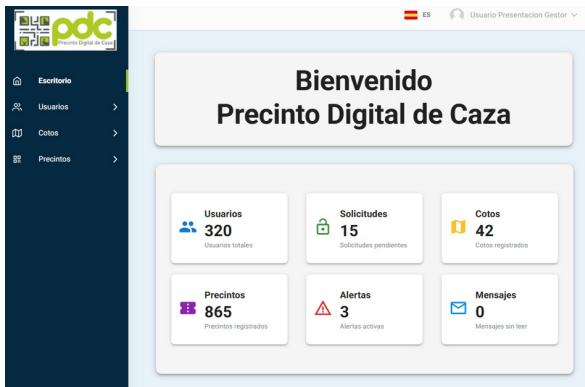 pdc
Precinto Digital de Caza
ES
Usuario Presentacion Gestor
Escritorio
Usuarios
Cotos
Precintos
Bienvenido
Precinto Digital de Caza
Usuarios
320
Usuarios totales
Solicitudes
15
Solicitudes pendientes
Cotos
42
Cotos registrados
Precintos
865
Precintos registrados
Alertas
3
Alertas activas
Mensajes
0
Mensajes sin leer